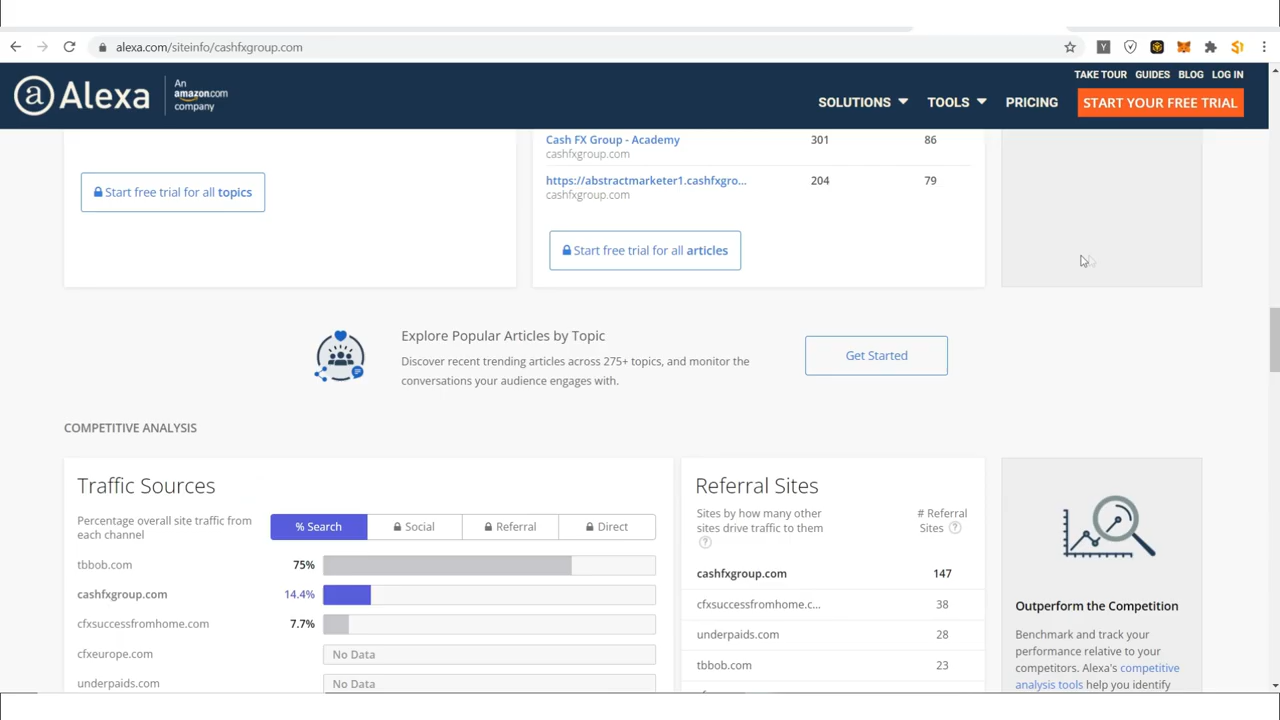 alexa.com/siteinfo/cashfxgroup.com
TAKE TOUR GUIDES BLOG LOG IN
a Alexa An amazon.com company
SOLUTIONS TOOLS PRICING START YOUR FREE TRIAL
Cash FX Group - Academy 301 86
cashfxgroup.com
https://abstractmarketer1.cashfxgro... 204 79
cashfxgroup.com
Start free trial for all topics
Start free trial for all articles
Explore Popular Articles by Topic
Discover recent trending articles across 275+ topics, and monitor the
conversations your audience engages with.
Get Started
COMPETITIVE ANALYSIS
Traffic Sources
Percentage overall site traffic from
each channel
% Search Social Referral Direct
tbbob.com 75%
cashfxgroup.com 14.4%
cfxsuccessfromhome.com 7.7%
cfxeurope.com No Data
underpaids.com No Data
Referral Sites
Sites by how many other
sites drive traffic to them
?
# Referral
Sites ?
cashfxgroup.com 147
cfxsuccessfromhome.c... 38
underpaids.com 28
tbbob.com 23
Outperform the Competition
Benchmark and track your
performance relative to your
competitors. Alexa's competitive
analysis tools help you identify